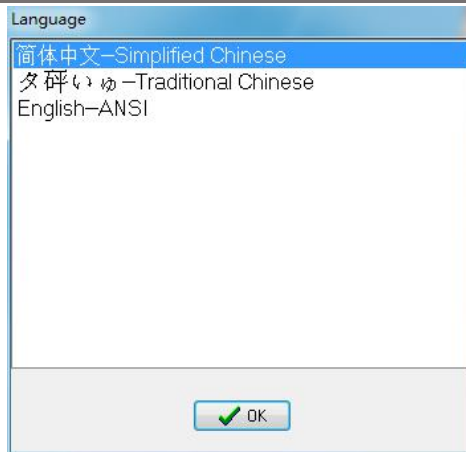 Language
简体中文–Simplified Chinese
タ砰いゅ–Traditional Chinese
English–ANSI
OK